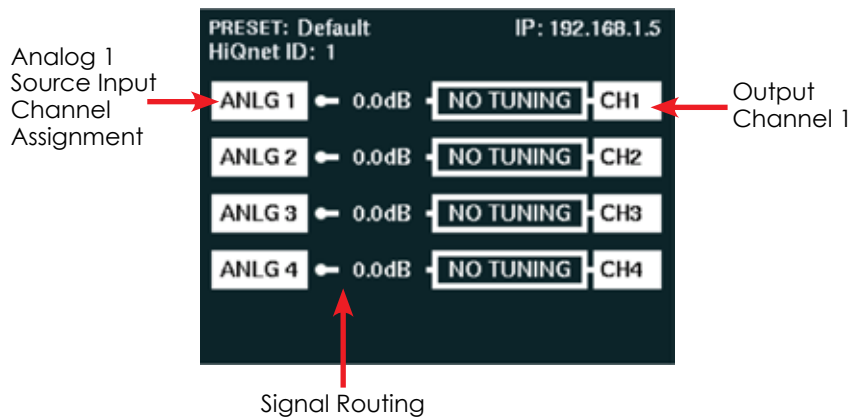 PRESET: Default
IP: 192.168.1.5
HiQnet ID: 1
Analog 1
Source Input
Channel
Assignment
ANLG 1
0.0dB
NO TUNING
CH1
Output
Channel 1
ANLG 2
0.0dB
NO TUNING
CH2
ANLG 3
0.0dB
NO TUNING
CH3
ANLG 4
0.0dB
NO TUNING
CH4
Signal Routing